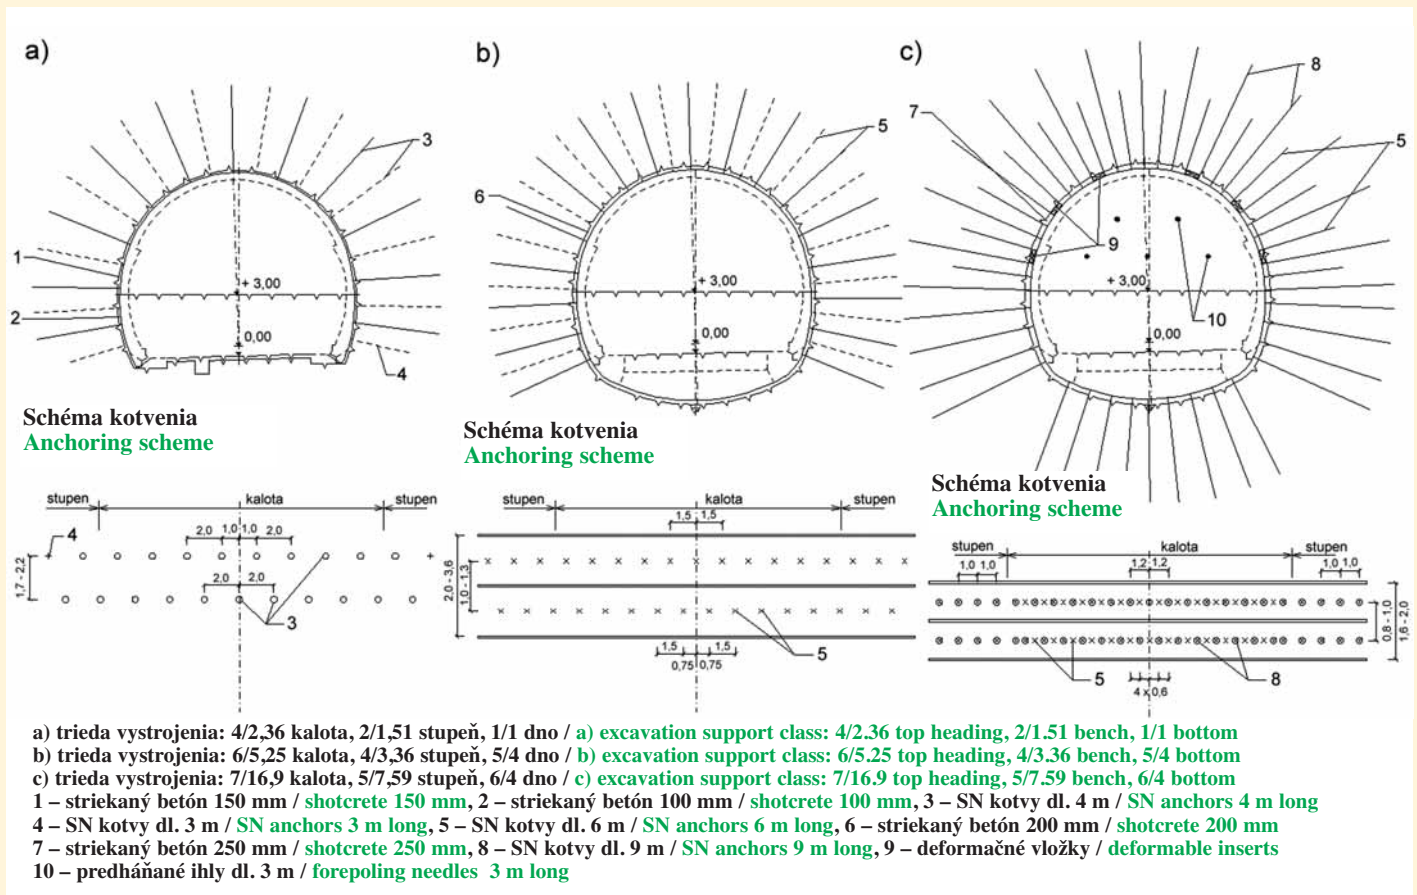 a)
3
1
2
+ 3,00
0,00
4
Schéma kotvenia
Anchoring scheme
stupen
kalota
stupen
4
2,0
1,0
1,0
2,0
1,7 - 2,2
2,0
2,0
3
b)
5
6
+ 3,00
0,00
Schéma kotvenia
Anchoring scheme
stupen
kalota
stupen
1,5
1,5
2,0 - 3,6
1,0 - 1,3
1,5
1,5
0,75
0,75
5
c)
8
7
5
9
+ 3,00
10
0,00
Schéma kotvenia
Anchoring scheme
stupen
kalota
stupen
1,0
1,0
1,2
1,2
1,0
1,0
0,8 - 1,0
1,6 - 2,0
5
4 x 0,6
8
a) trieda vystrojenia: 4/2,36 kalota, 2/1,51 stupeň, 1/1 dno / a) excavation support class: 4/2.36 top heading, 2/1.51 bench, 1/1 bottom
b) trieda vystrojenia: 6/5,25 kalota, 4/3,36 stupeň, 5/4 dno / b) excavation support class: 6/5.25 top heading, 4/3.36 bench, 5/4 bottom
c) trieda vystrojenia: 7/16,9 kalota, 5/7,59 stupeň, 6/4 dno / c) excavation support class: 7/16.9 top heading, 5/7.59 bench, 6/4 bottom
1 – striekaný betón 150 mm / shotcrete 150 mm, 2 – striekaný betón 100 mm / shotcrete 100 mm, 3 – SN kotvy dl. 4 m / SN anchors 4 m long
4 – SN kotvy dl. 3 m / SN anchors 3 m long, 5 – SN kotvy dl. 6 m / SN anchors 6 m long, 6 – striekaný betón 200 mm / shotcrete 200 mm
7 – striekaný betón 250 mm / shotcrete 250 mm, 8 – SN kotvy dl. 9 m / SN anchors 9 m long, 9 – deformačné vložky / deformable inserts
10 – predháňané ihly dl. 3 m / forepoling needles 3 m long